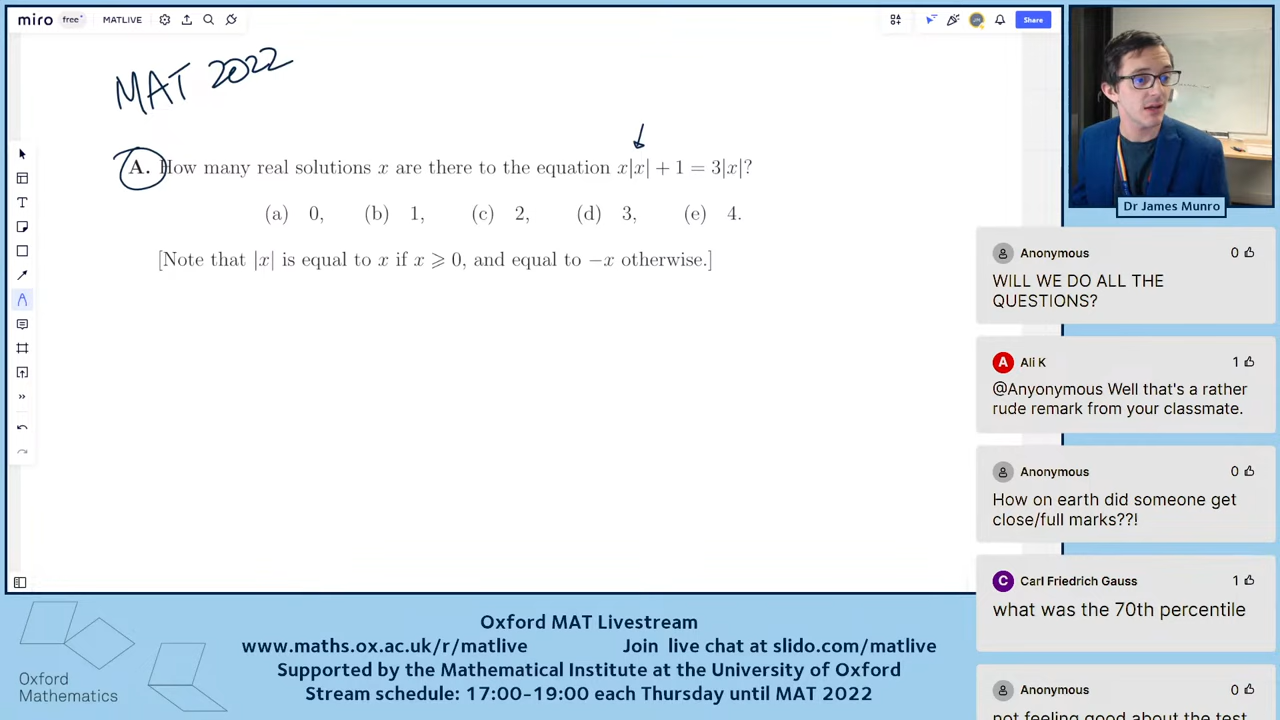 miro free MATLIVE Share
MAT 2022
A. How many real solutions x are there to the equation x|x| + 1 = 3|x|?
(a) 0, (b) 1, (c) 2, (d) 3, (e) 4.
[Note that |x| is equal to x if x ⩾ 0, and equal to −x otherwise.]
Dr James Munro
Anonymous 0
WILL WE DO ALL THE
QUESTIONS?
A Ali K 1
@Anyonymous Well that's a rather
rude remark from your classmate.
Anonymous 0
How on earth did someone get
close/full marks??!
C Carl Friedrich Gauss 1
what was the 70th percentile
Anonymous 0
not feeling good about the test
Oxford MAT Livestream
www.maths.ox.ac.uk/r/matlive Join live chat at slido.com/matlive
Supported by the Mathematical Institute at the University of Oxford
Stream schedule: 17:00-19:00 each Thursday until MAT 2022
Oxford
Mathematics